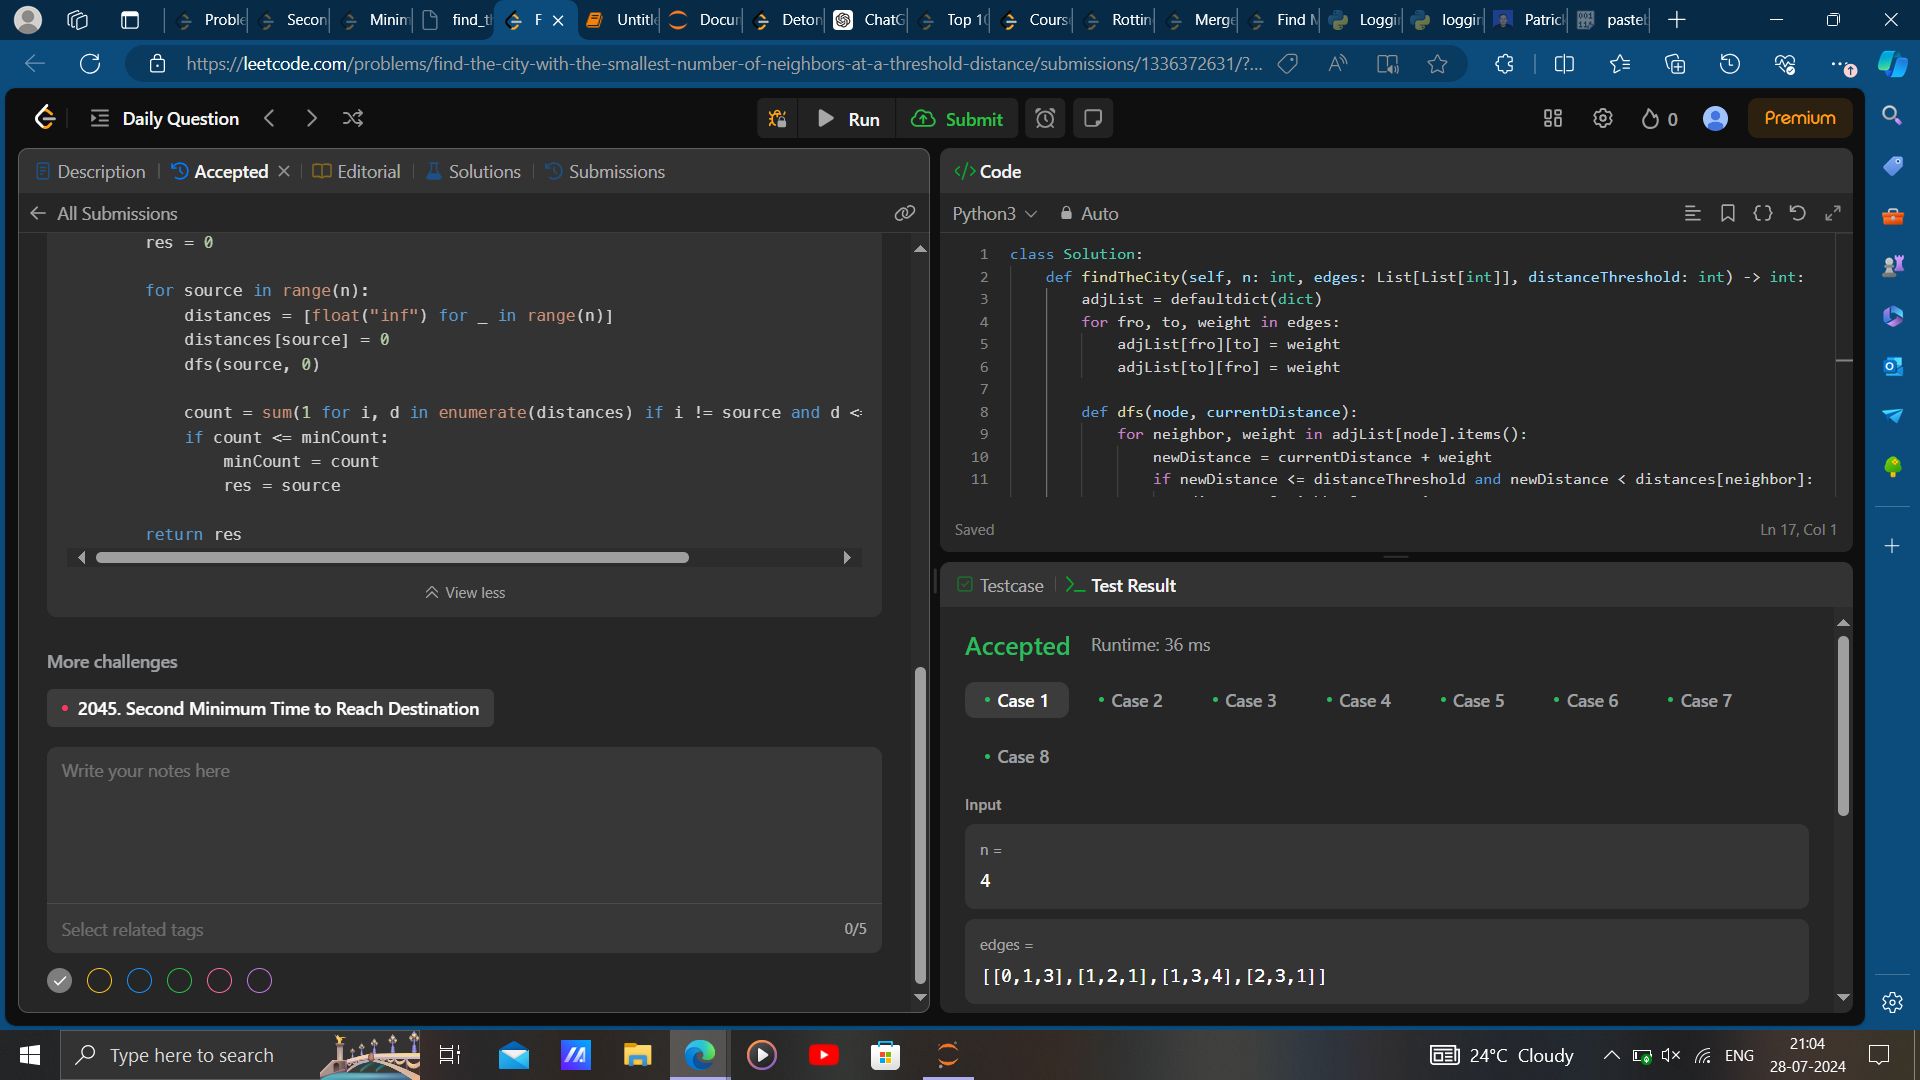 Proble
Secon
Minim
find_th
F
Untitle
Docur
Deton
ChatG
Top 10
Cours
Rottin
Merge
Find M
Loggi
loggin
Patrick
pasteb
https://leetcode.com/problems/find-the-city-with-the-smallest-number-of-neighbors-at-a-threshold-distance/submissions/1336372631/?...
Daily Question
Run
Submit
0
Premium
Description
Accepted
Editorial
Solutions
Submissions
All Submissions
res = 0
for source in range(n):
distances = [float("inf") for _ in range(n)]
distances[source] = 0
dfs(source, 0)
count = sum(1 for i, d in enumerate(distances) if i != source and d <=
if count <= minCount:
minCount = count
res = source
return res
View less
More challenges
2045. Second Minimum Time to Reach Destination
Write your notes here
Select related tags
0/5
</> Code
Python3
Auto
1 class Solution:
2 def findTheCity(self, n: int, edges: List[List[int]], distanceThreshold: int) -> int:
3 adjList = defaultdict(dict)
4 for fro, to, weight in edges:
5 adjList[fro][to] = weight
6 adjList[to][fro] = weight
7
8 def dfs(node, currentDistance):
9 for neighbor, weight in adjList[node].items():
10 newDistance = currentDistance + weight
11 if newDistance <= distanceThreshold and newDistance < distances[neighbor]:
Saved
Ln 17, Col 1
Testcase
Test Result
Accepted
Runtime: 36 ms
Case 1
Case 2
Case 3
Case 4
Case 5
Case 6
Case 7
Case 8
Input
n =
4
edges =
[[0,1,3],[1,2,1],[1,3,4],[2,3,1]]
Type here to search
24°C Cloudy
ENG
21:04
28-07-2024